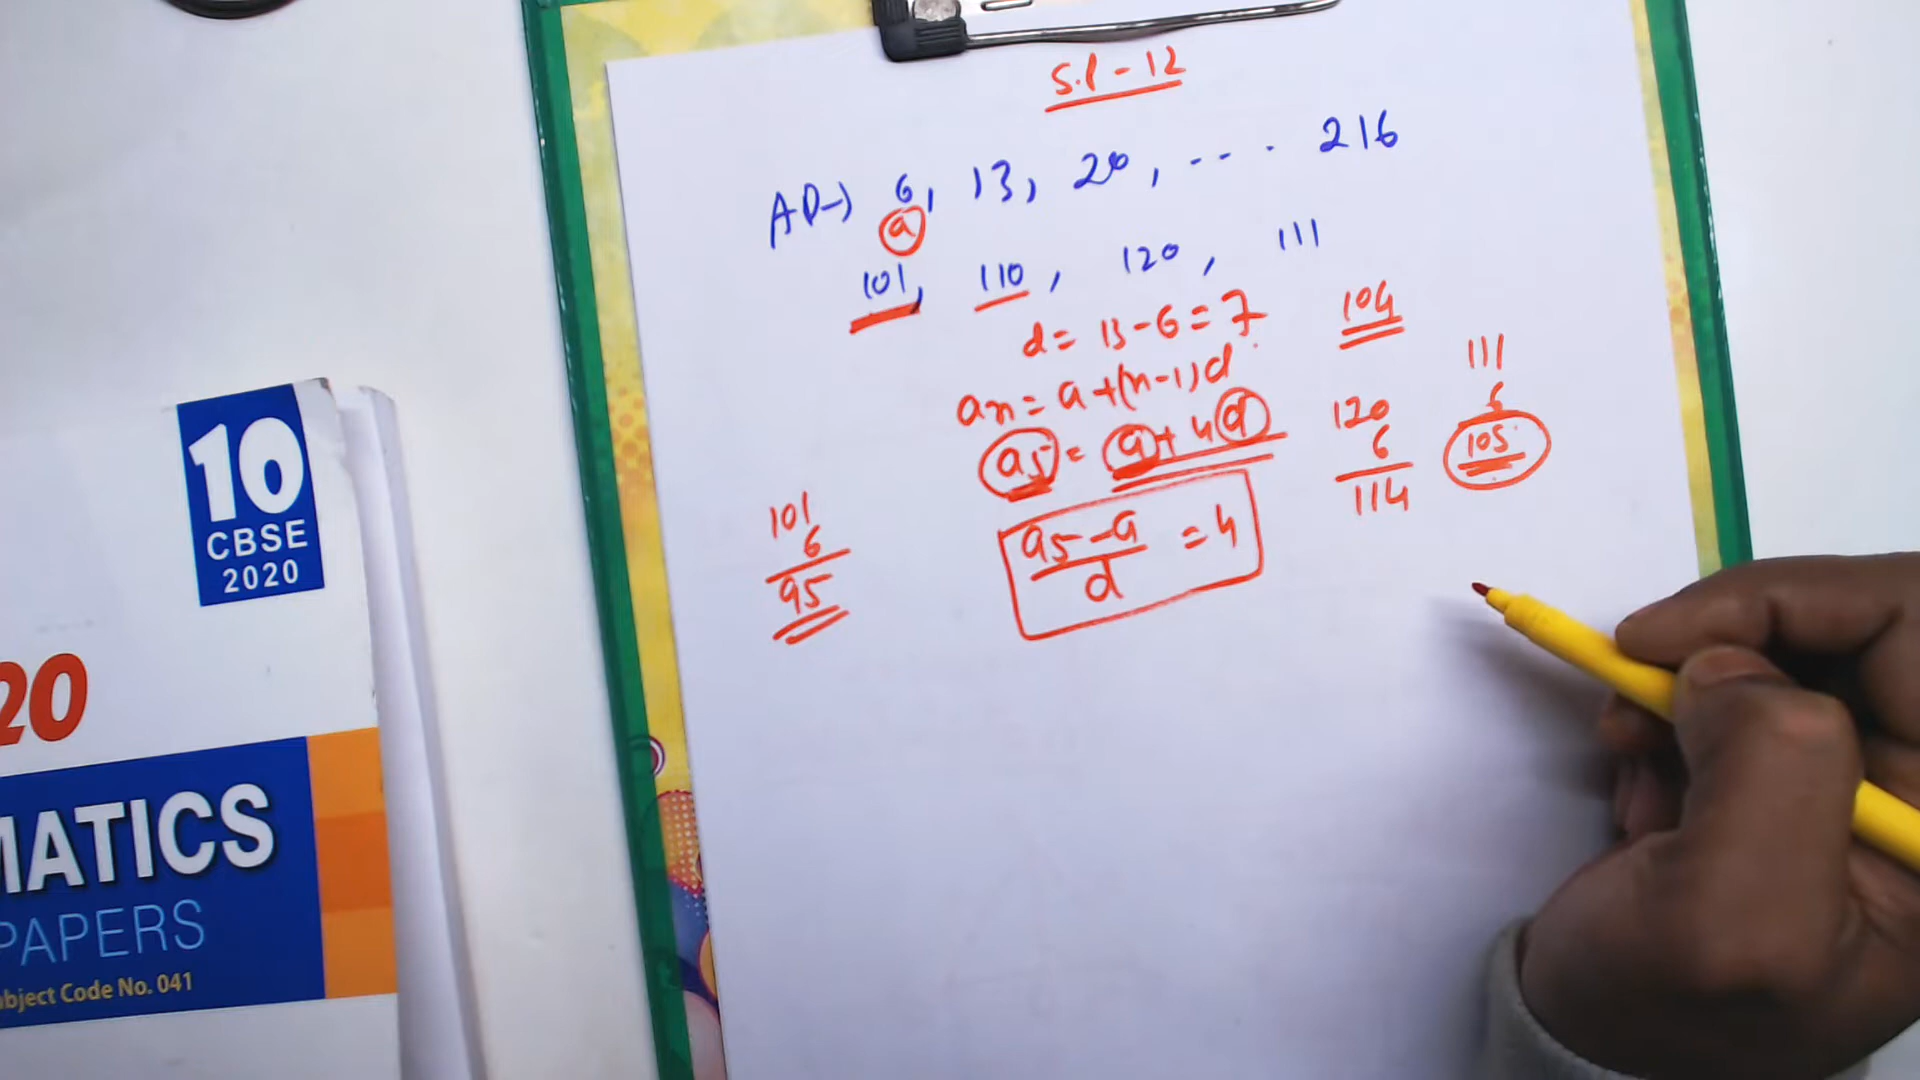 S.P - 12
AP→ 6, 13, 20, --- . 216
a
101, 110, 120, 111
d = 13 - 6 = 7
104
an = a + (n-1)d
111
6
105
a5 = a + 4d
120
6
114
101
6
95
a5 - a
d
= 4
10
CBSE
2020
20
MATICS
PAPERS
bject Code No. 041